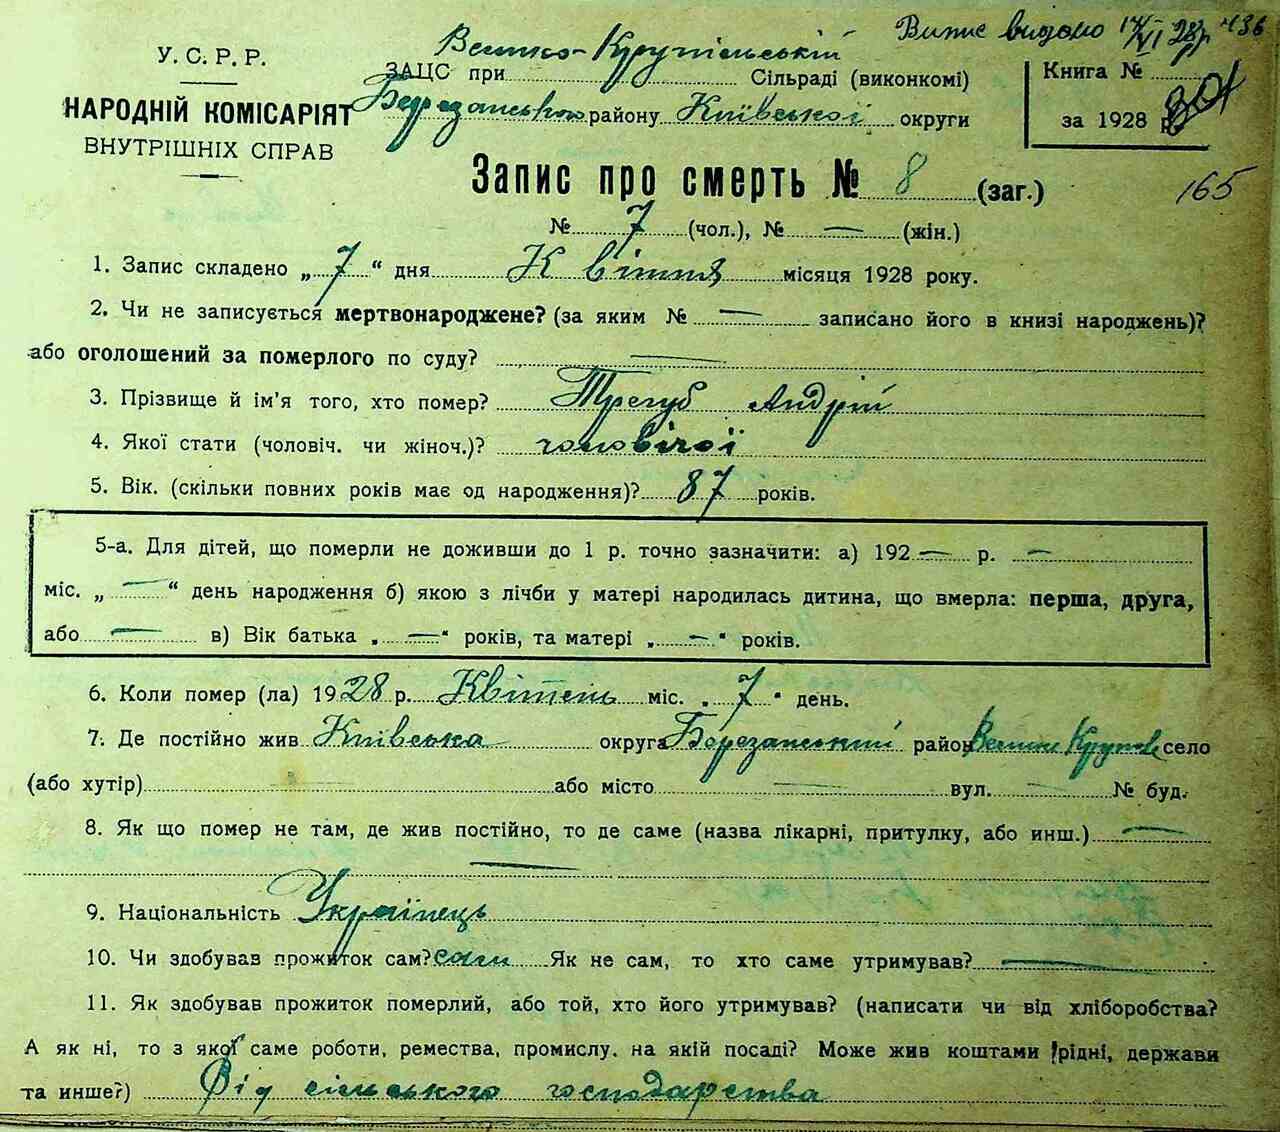 Випис видано 14/VI 28р. 436
У.С.Р.Р.
НАРОДНІЙ КОМІСАРІЯТ
ВНУТРІШНІХ СПРАВ
ЗАЦС при Велико-Крупільській Сільраді (виконкомі)
Березанського району Київської округи
Книга №
за 1928 р.
165
Запис про смерть № 8 (заг.)
№ 7 (чол.), № — (жін.)
1. Запис складено „ 7 “ дня Квітня місяця 1928 року.
2. Чи не записується мертвонароджене? (за яким № — записано його в книзі народжень)?
або оголошений за померлого по суду? —
3. Прізвище й ім'я того, хто помер? Трегуб Андрій
4. Якої стати (чоловіч. чи жіноч.)? чоловічої
5. Вік. (скільки повних років має од народження)? 87 років.
5-а. Для дітей, що померли не доживши до 1 р. точно зазначити: а) 192 — р. —
міс. „ — “ день народження б) якою з лічби у матері народилась дитина, що вмерла: перша, друга,
або — в) Вік батька „ — “ років, та матері „ — “ років.
6. Коли помер (ла) 1928 р. Квітень міс. „ 7 “ день.
7. Де постійно жив Київська округа Березанський район Велики Крупове село
(або хутір) — або місто — вул. — № буд.
8. Як що помер не там, де жив постійно, то де саме (назва лікарні, притулку, або инш.) —
—
9. Національність Українець
10. Чи здобував прожиток сам? сам Як не сам, то хто саме утримував? —
11. Як здобував прожиток померлий, або той, хто його утримував? (написати чи від хліборобства?
А як ні, то з якої саме роботи, ремества, промислу, на якій посаді? Може жив коштами рідні, держави
та инше?) Від сільського господарства